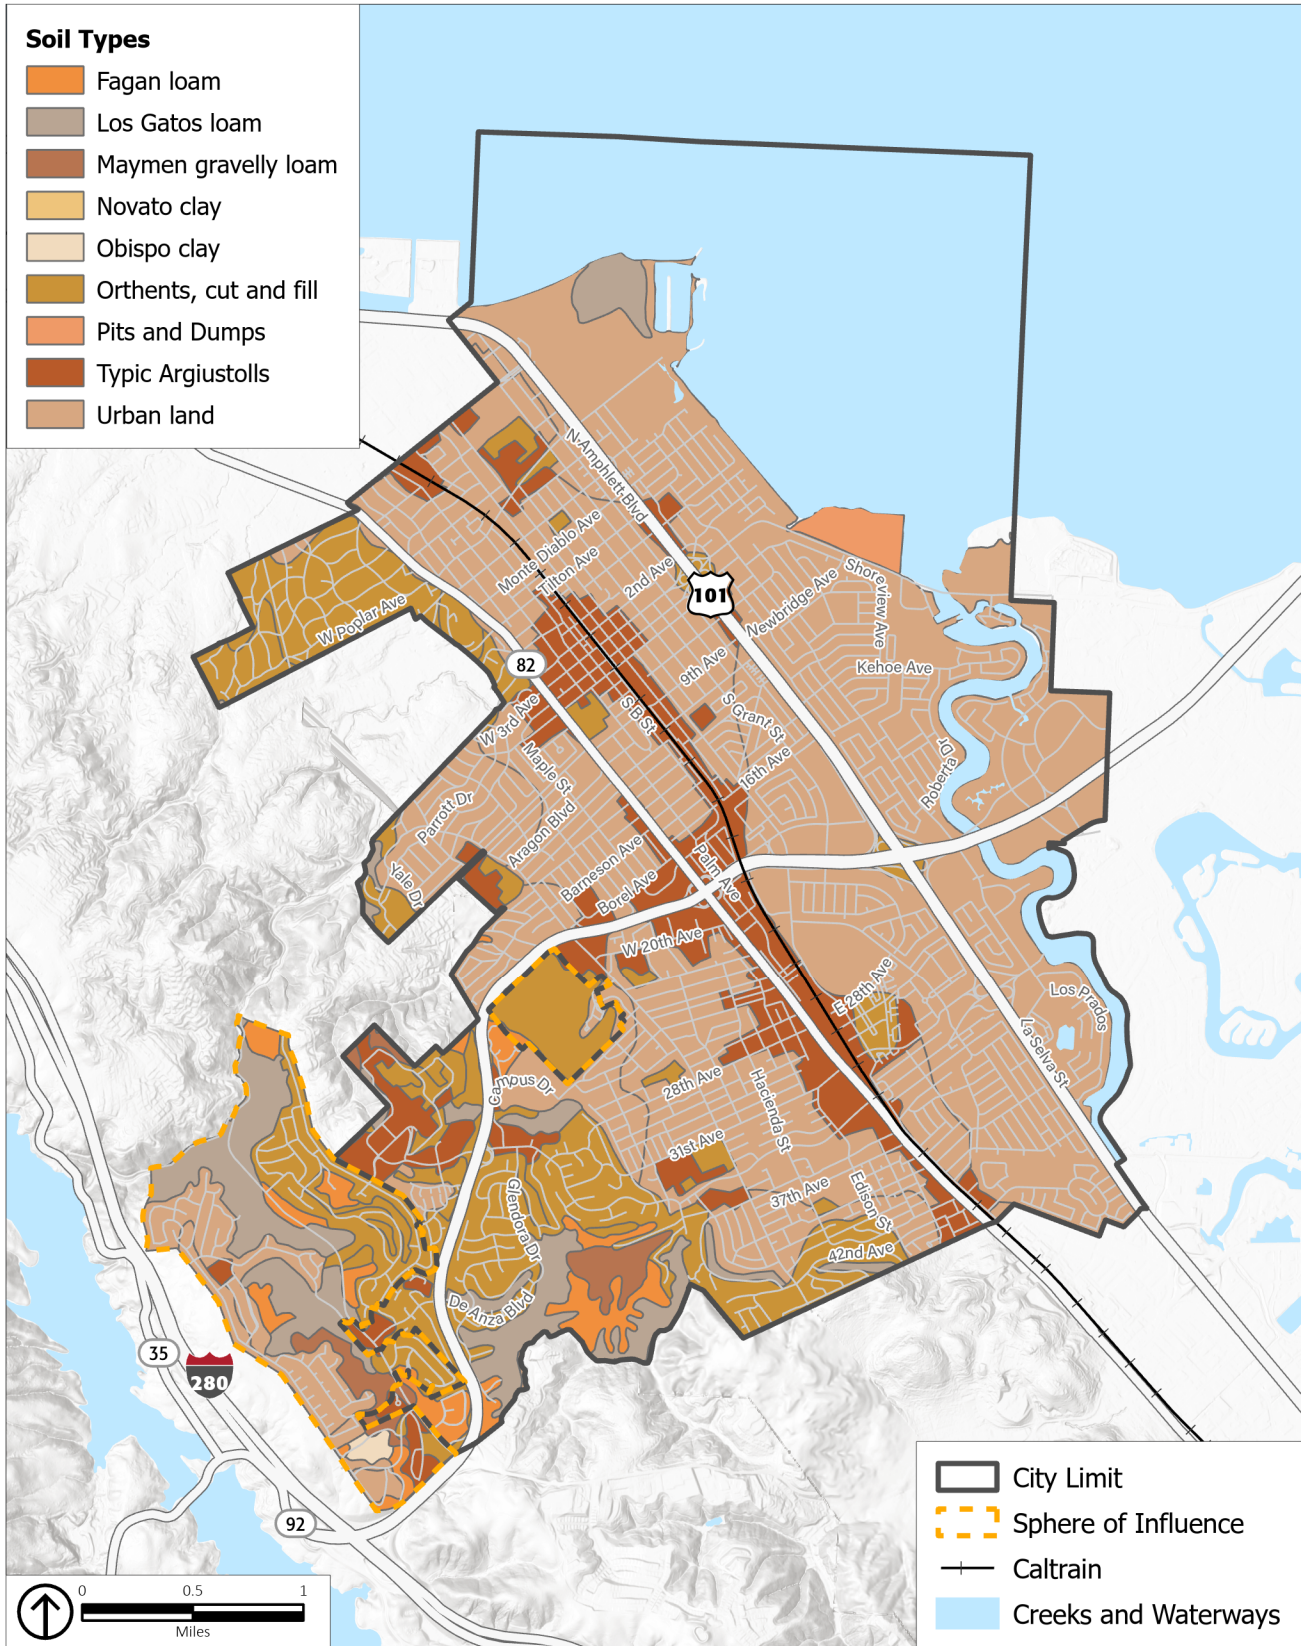 Soil Types
Fagan loam
Los Gatos loam
Maymen gravelly loam
Novato clay
Obispo clay
Orthents, cut and fill
Pits and Dumps
Typic Argiustolls
Urban land
N Amphlett Blvd
Monte Diablo Ave
Tilton Ave
2nd Ave
101
Newbridge Ave
Shoreview Ave
W Poplar Ave
82
9th Ave
Kehoe Ave
S B St
S Grant St
W 3rd Ave
Maple St
16th Ave
Roberta Dr
Parrott Dr
Aragon Blvd
Yale Dr
Barneson Ave
Palm Ave
Borel Ave
W 20th Ave
E 28th Ave
Los Prados
La Selva St
Campus Dr
28th Ave
Hacienda St
31st Ave
37th Ave
Edison St
Glendora Dr
42nd Ave
De Anza Blvd
35
280
92
City Limit
Sphere of Influence
Caltrain
Creeks and Waterways
0 0.5 1
Miles